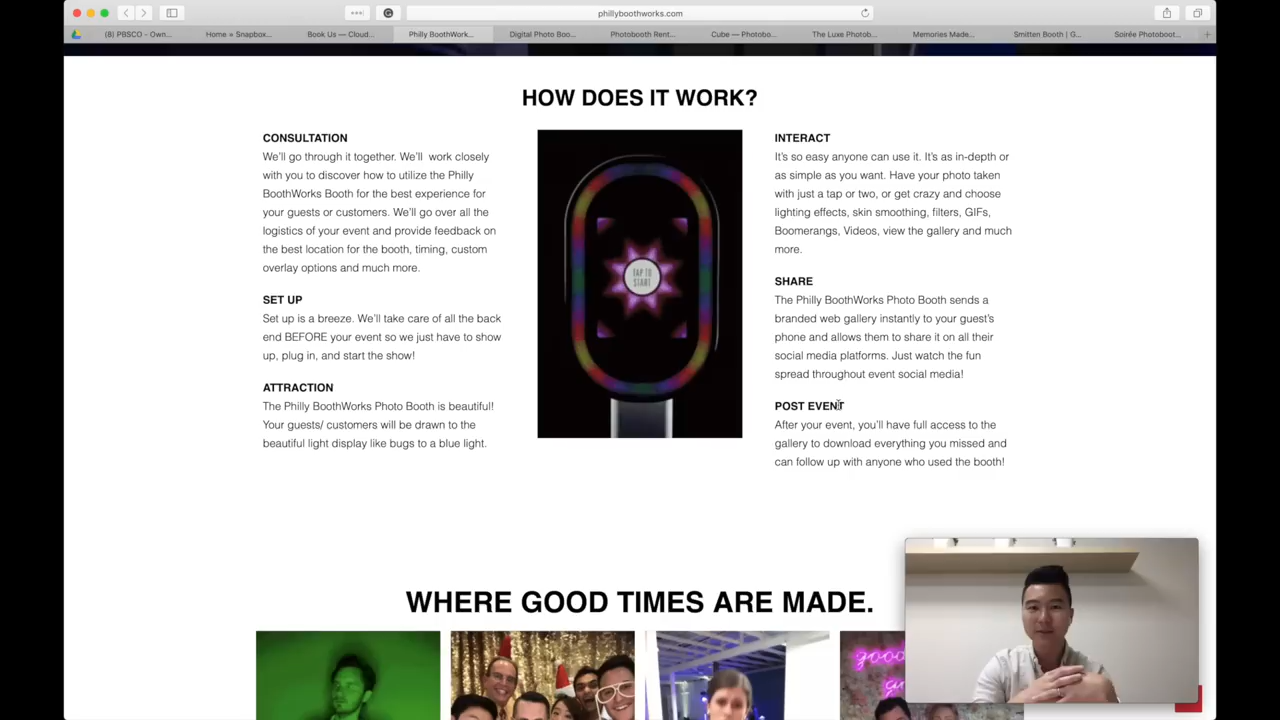 phillyboothworks.com
(8) PBSCO - Own...
Home » Snapbox...
Book Us — Cloud...
Philly BoothWork...
Digital Photo Boo...
Photobooth Rent...
Cube — Photobo...
The Luxe Photob...
Memories Made...
Smitten Booth | G...
Soirée Photoboot...
HOW DOES IT WORK?
CONSULTATION
We'll go through it together. We'll work closely
with you to discover how to utilize the Philly
BoothWorks Booth for the best experience for
your guests or customers. We'll go over all the
logistics of your event and provide feedback on
the best location for the booth, timing, custom
overlay options and much more.
SET UP
Set up is a breeze. We'll take care of all the back
end BEFORE your event so we just have to show
up, plug in, and start the show!
ATTRACTION
The Philly BoothWorks Photo Booth is beautiful!
Your guests/ customers will be drawn to the
beautiful light display like bugs to a blue light.
TAP TO
START
INTERACT
It's so easy anyone can use it. It's as in-depth or
as simple as you want. Have your photo taken
with just a tap or two, or get crazy and choose
lighting effects, skin smoothing, filters, GIFs,
Boomerangs, Videos, view the gallery and much
more.
SHARE
The Philly BoothWorks Photo Booth sends a
branded web gallery instantly to your guest's
phone and allows them to share it on all their
social media platforms. Just watch the fun
spread throughout event social media!
POST EVENT
After your event, you'll have full access to the
gallery to download everything you missed and
can follow up with anyone who used the booth!
WHERE GOOD TIMES ARE MADE.